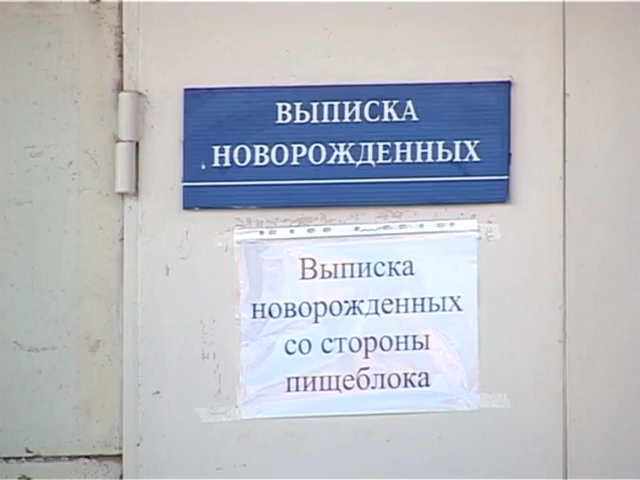 ВЫПИСКА
НОВОРОЖДЕННЫХ
Выписка
новорожденных
со стороны
пищеблока